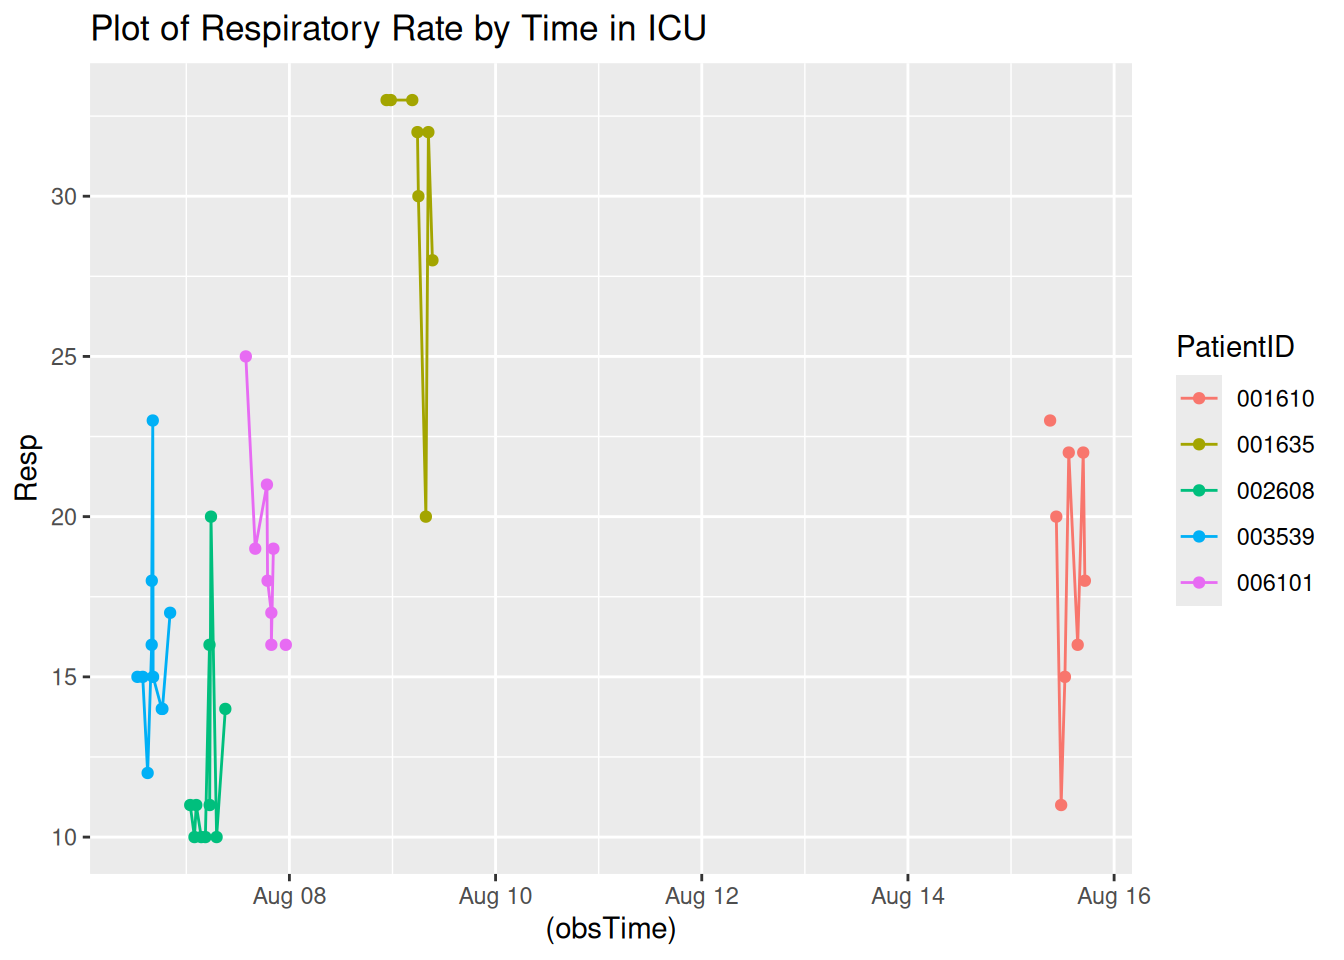 Plot of Respiratory Rate by Time in ICU
Resp
30
25
20
15
10
Aug 08 Aug 10 Aug 12 Aug 14 Aug 16
(obsTime)
PatientID
001610
001635
002608
003539
006101